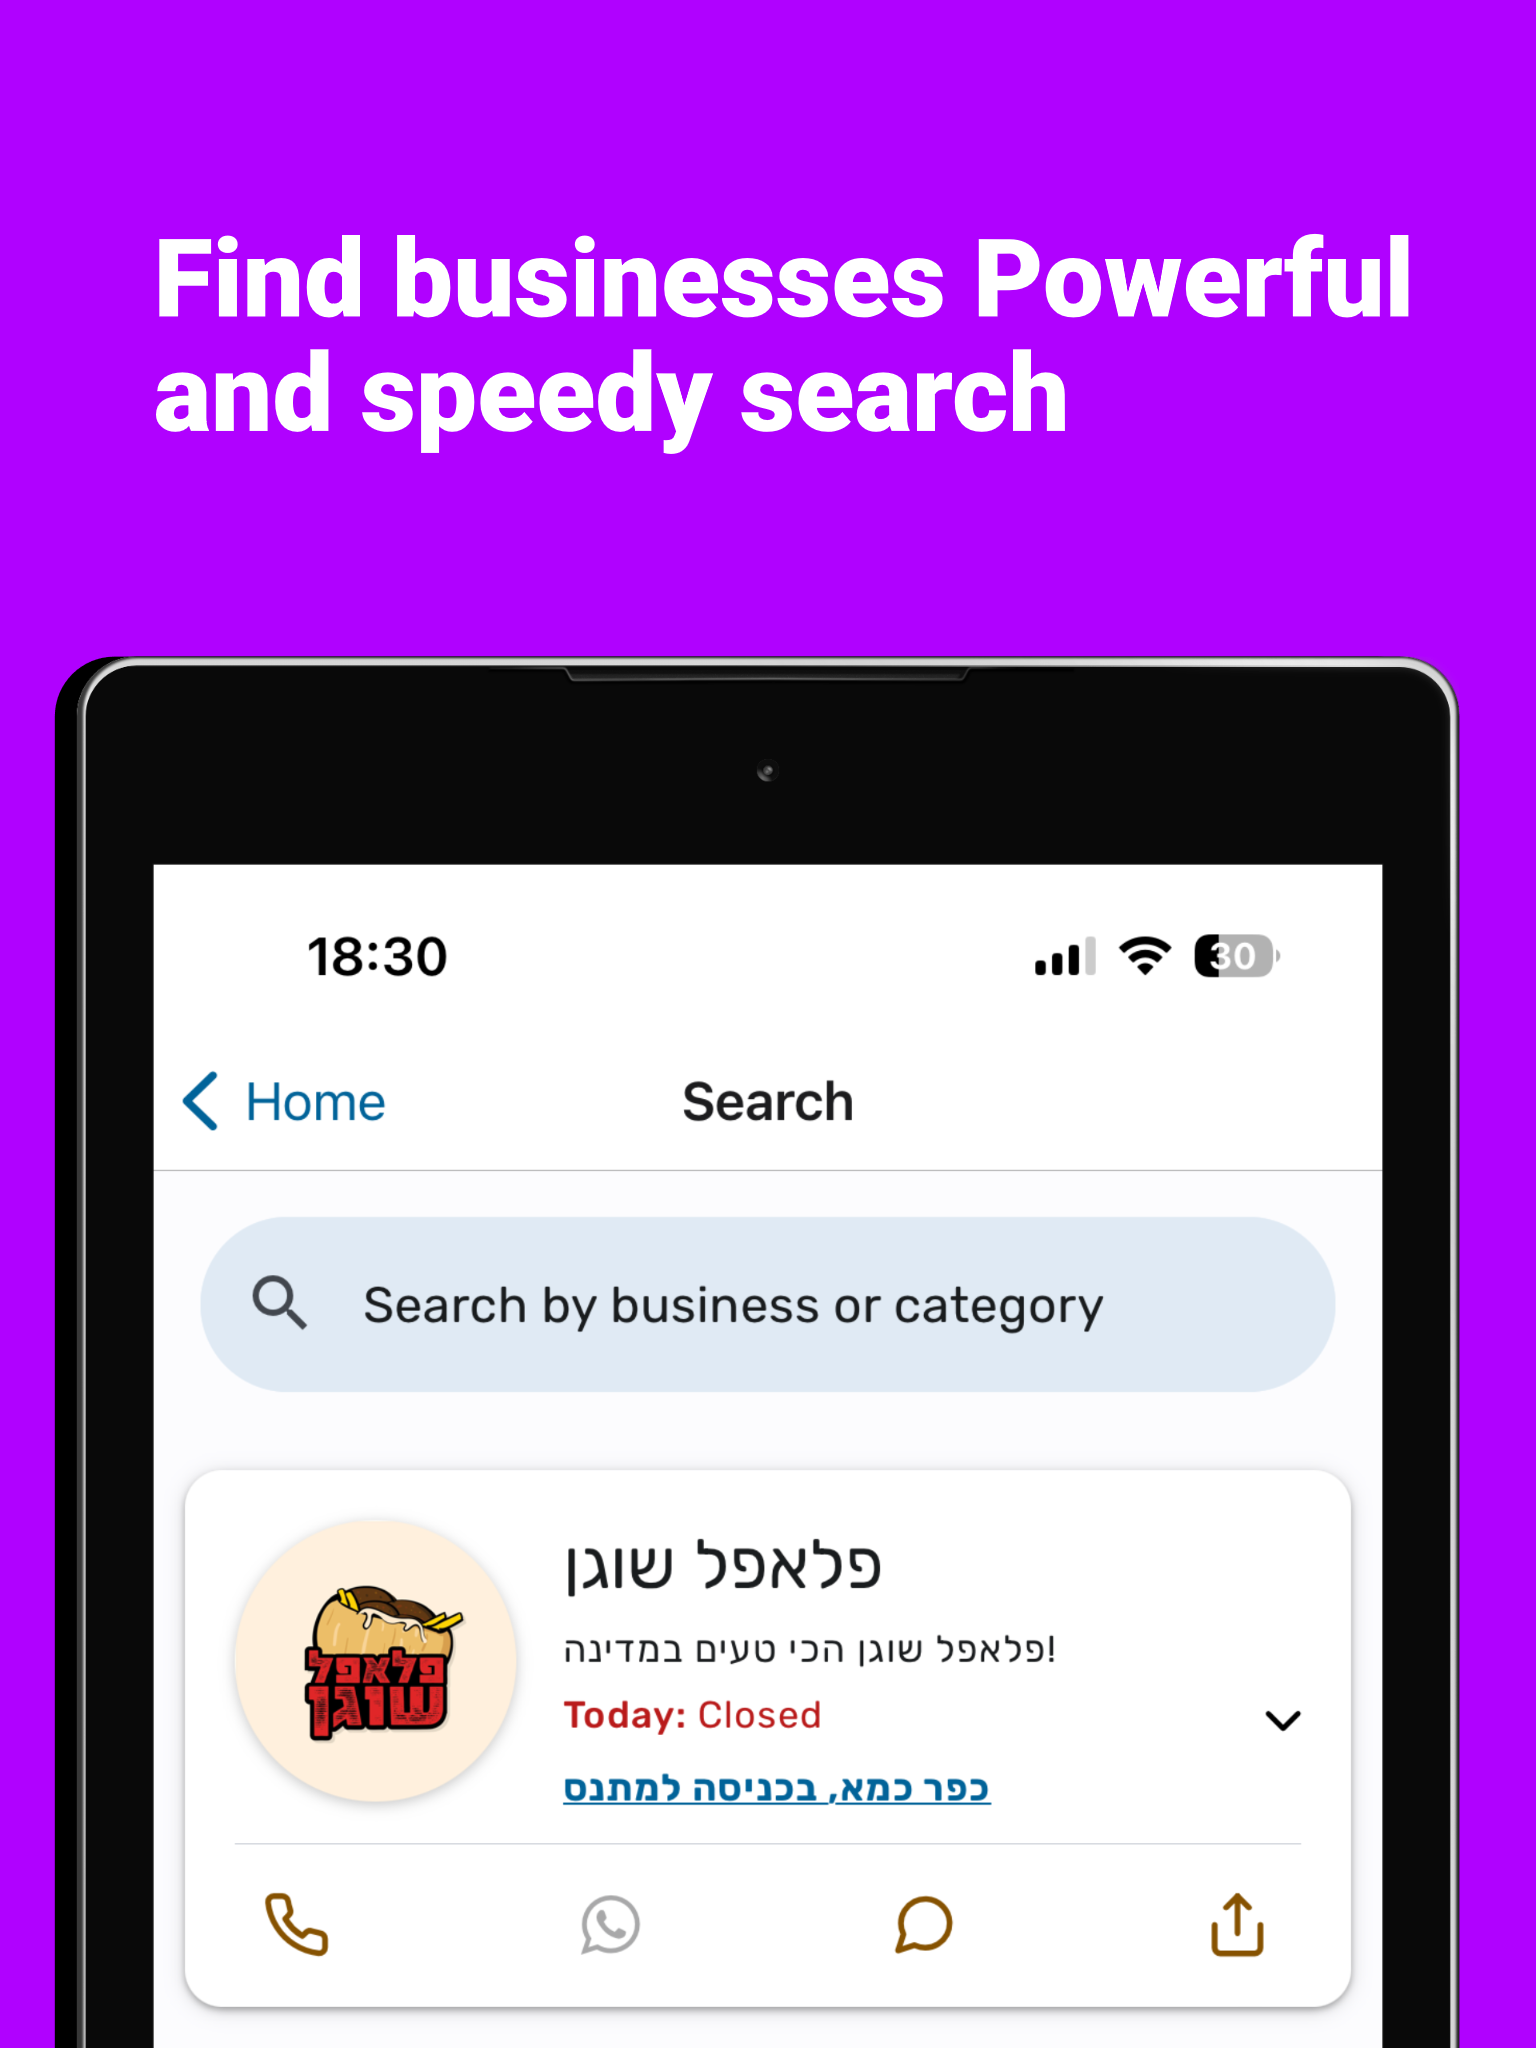 Find businesses Powerful
and speedy search
18:30
30
Home
Search
Search by business or category
פלאפל שוגן
פלאפל שוגן
פלאפל שוגן הכי טעים במדינה!
Today: Closed
כפר כמא, בכניסה למתנס